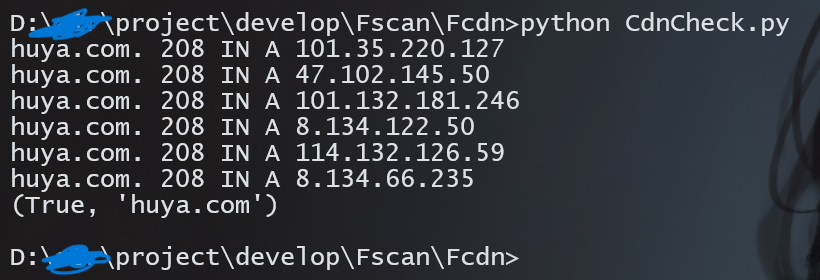 D:\project\develop\Fscan\Fcdn>python CdnCheck.py
huya.com. 208 IN A 101.35.220.127
huya.com. 208 IN A 47.102.145.50
huya.com. 208 IN A 101.132.181.246
huya.com. 208 IN A 8.134.122.50
huya.com. 208 IN A 114.132.126.59
huya.com. 208 IN A 8.134.66.235
(True, 'huya.com')
D:\project\develop\Fscan\Fcdn>